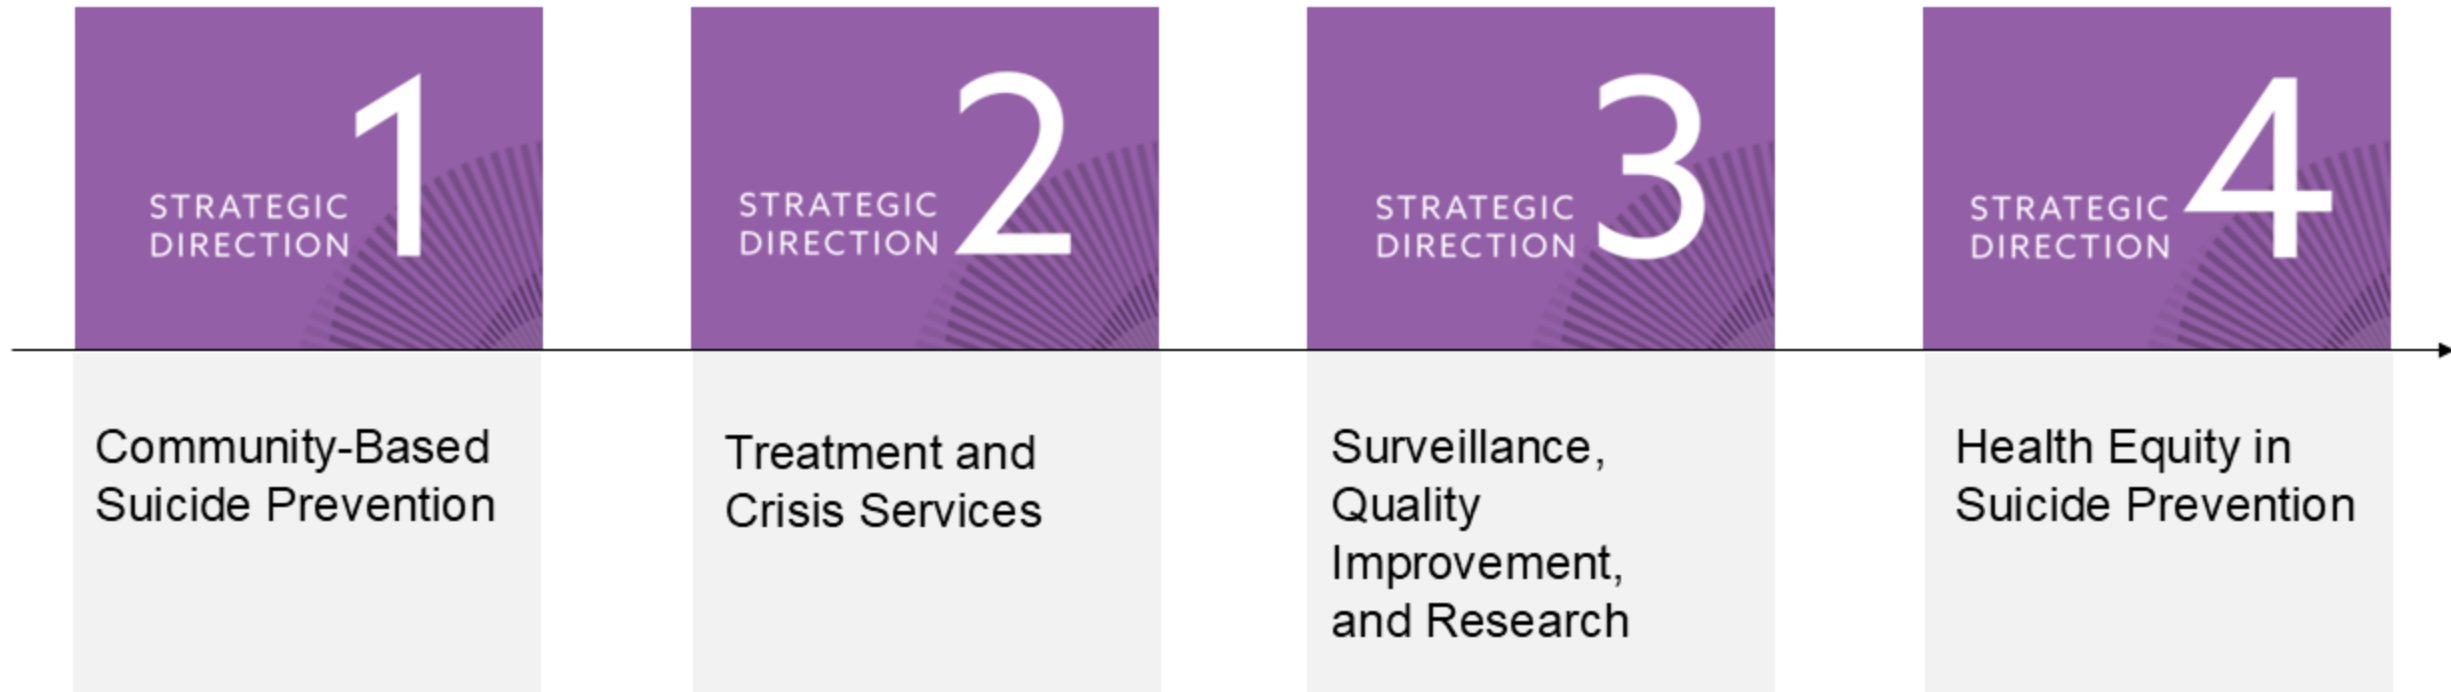 STRATEGIC
DIRECTION 1
Community-Based
Suicide Prevention
STRATEGIC
DIRECTION 2
Treatment and
Crisis Services
STRATEGIC
DIRECTION 3
Surveillance,
Quality
Improvement,
and Research
STRATEGIC
DIRECTION 4
Health Equity in
Suicide Prevention